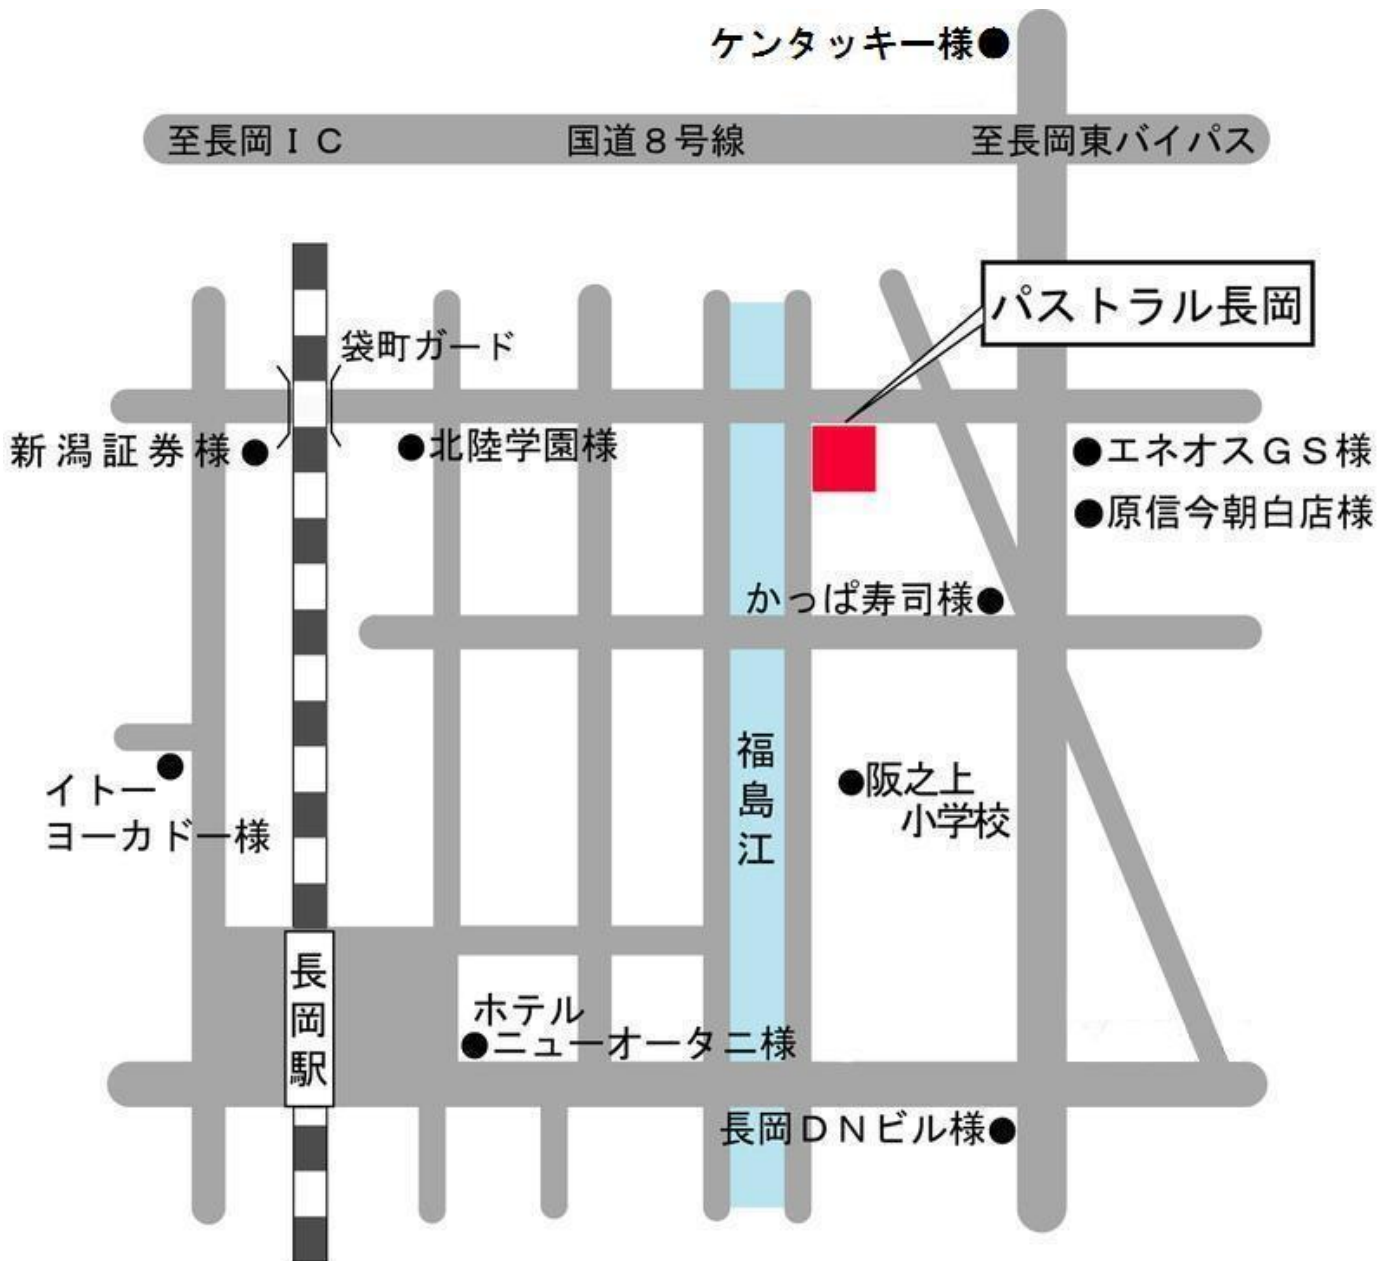 ケンタッキー様
至長岡ＩＣ
国道８号線
至長岡東バイパス
パストラル長岡
袋町ガード
新潟証券様
北陸学園様
エネオスＧＳ様
原信今朝白店様
かっぱ寿司様
イトー
ヨーカドー様
福島江
阪之上
小学校
長岡駅
ホテル
ニューオータニ様
長岡ＤＮビル様